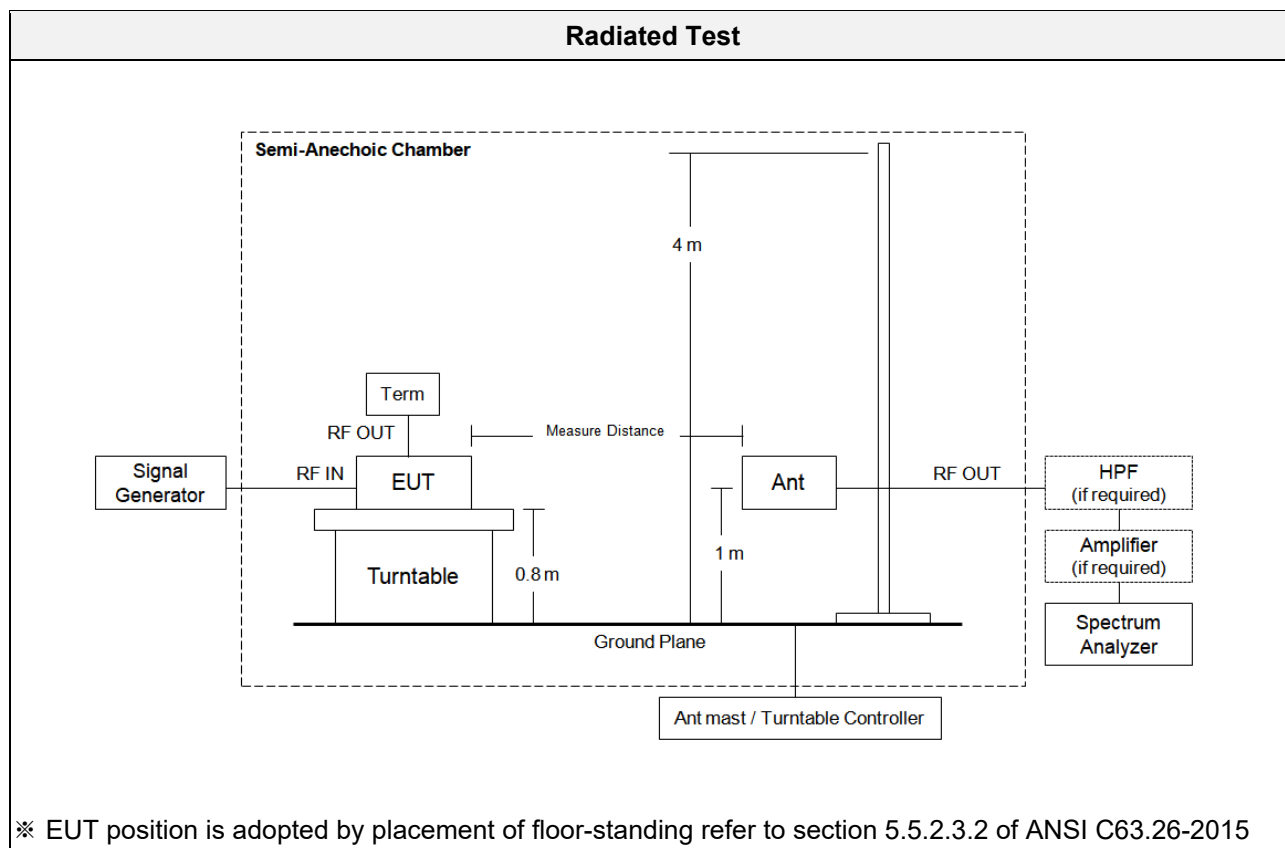 Radiated Test
Semi-Anechoic Chamber
4 m
Term
RF OUT
Measure Distance
Signal
Generator
RF IN
EUT
Ant
RF OUT
HPF
(if required)
1 m
Amplifier
(if required)
Turntable
0.8 m
Spectrum
Analyzer
Ground Plane
Ant mast / Turntable Controller
※ EUT position is adopted by placement of floor-standing refer to section 5.5.2.3.2 of ANSI C63.26-2015